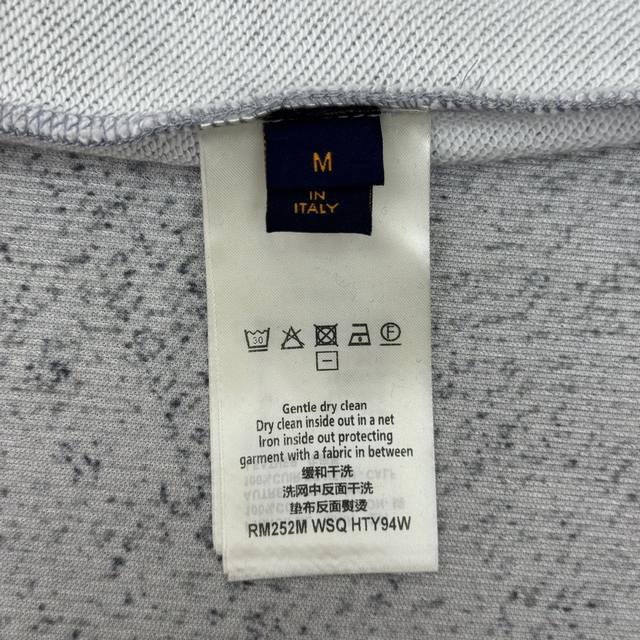 M
IN
ITALY
30
F
Gentle dry clean
Dry clean inside out in a net
Iron inside out protecting
garment with a fabric in between
缓和干洗
洗网中反面干洗
垫布反面熨烫
RM252M WSQ HTY94W